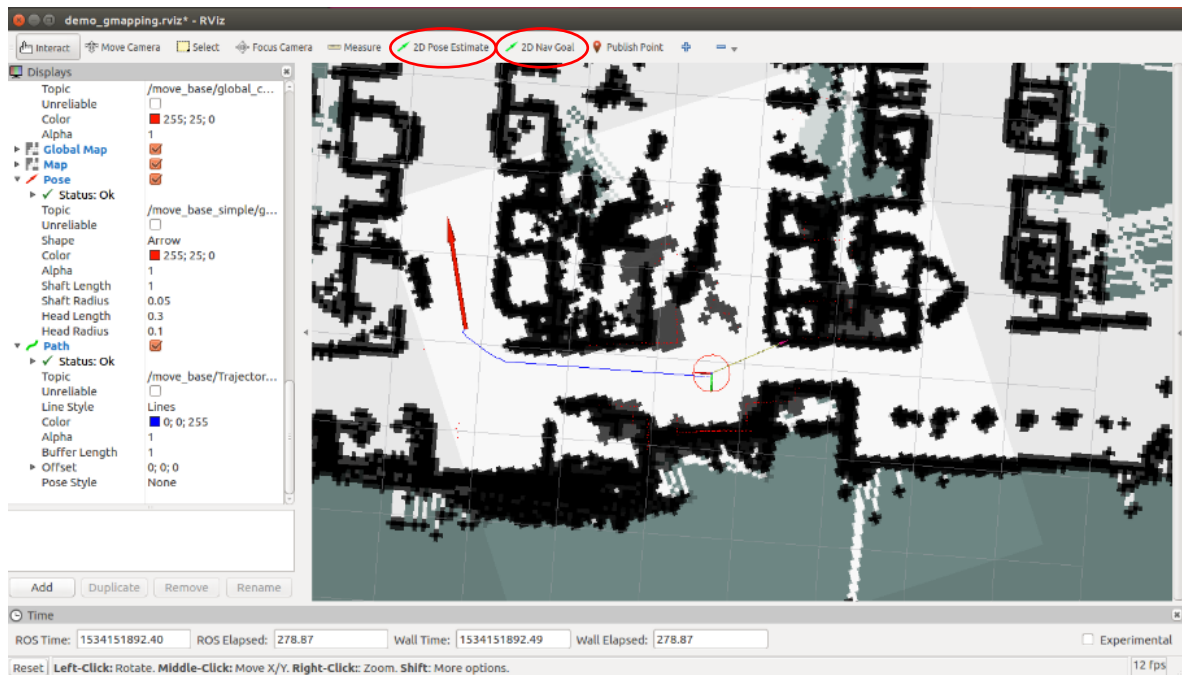 demo_gmapping.rviz* - RViz
Interact Move Camera Select Focus Camera Measure 2D Pose Estimate 2D Nav Goal Publish Point
Displays
Topic /move_base/global_c...
Unreliable
Color 255; 25; 0
Alpha 1
Global Map
Map
Pose
Status: Ok
Topic /move_base_simple/g...
Unreliable
Shape Arrow
Color 255; 25; 0
Alpha 1
Shaft Length 1
Shaft Radius 0.05
Head Length 0.3
Head Radius 0.1
Path
Status: Ok
Topic /move_base/Trajector...
Unreliable
Line Style Lines
Color 0; 0; 255
Alpha 1
Buffer Length 1
Offset 0; 0; 0
Pose Style None
Add Duplicate Remove Rename
Time
ROS Time: 1534151892.40 ROS Elapsed: 278.87 Wall Time: 1534151892.49 Wall Elapsed: 278.87 Experimental
Reset Left-Click: Rotate. Middle-Click: Move X/Y. Right-Click:: Zoom. Shift: More options. 12 fps